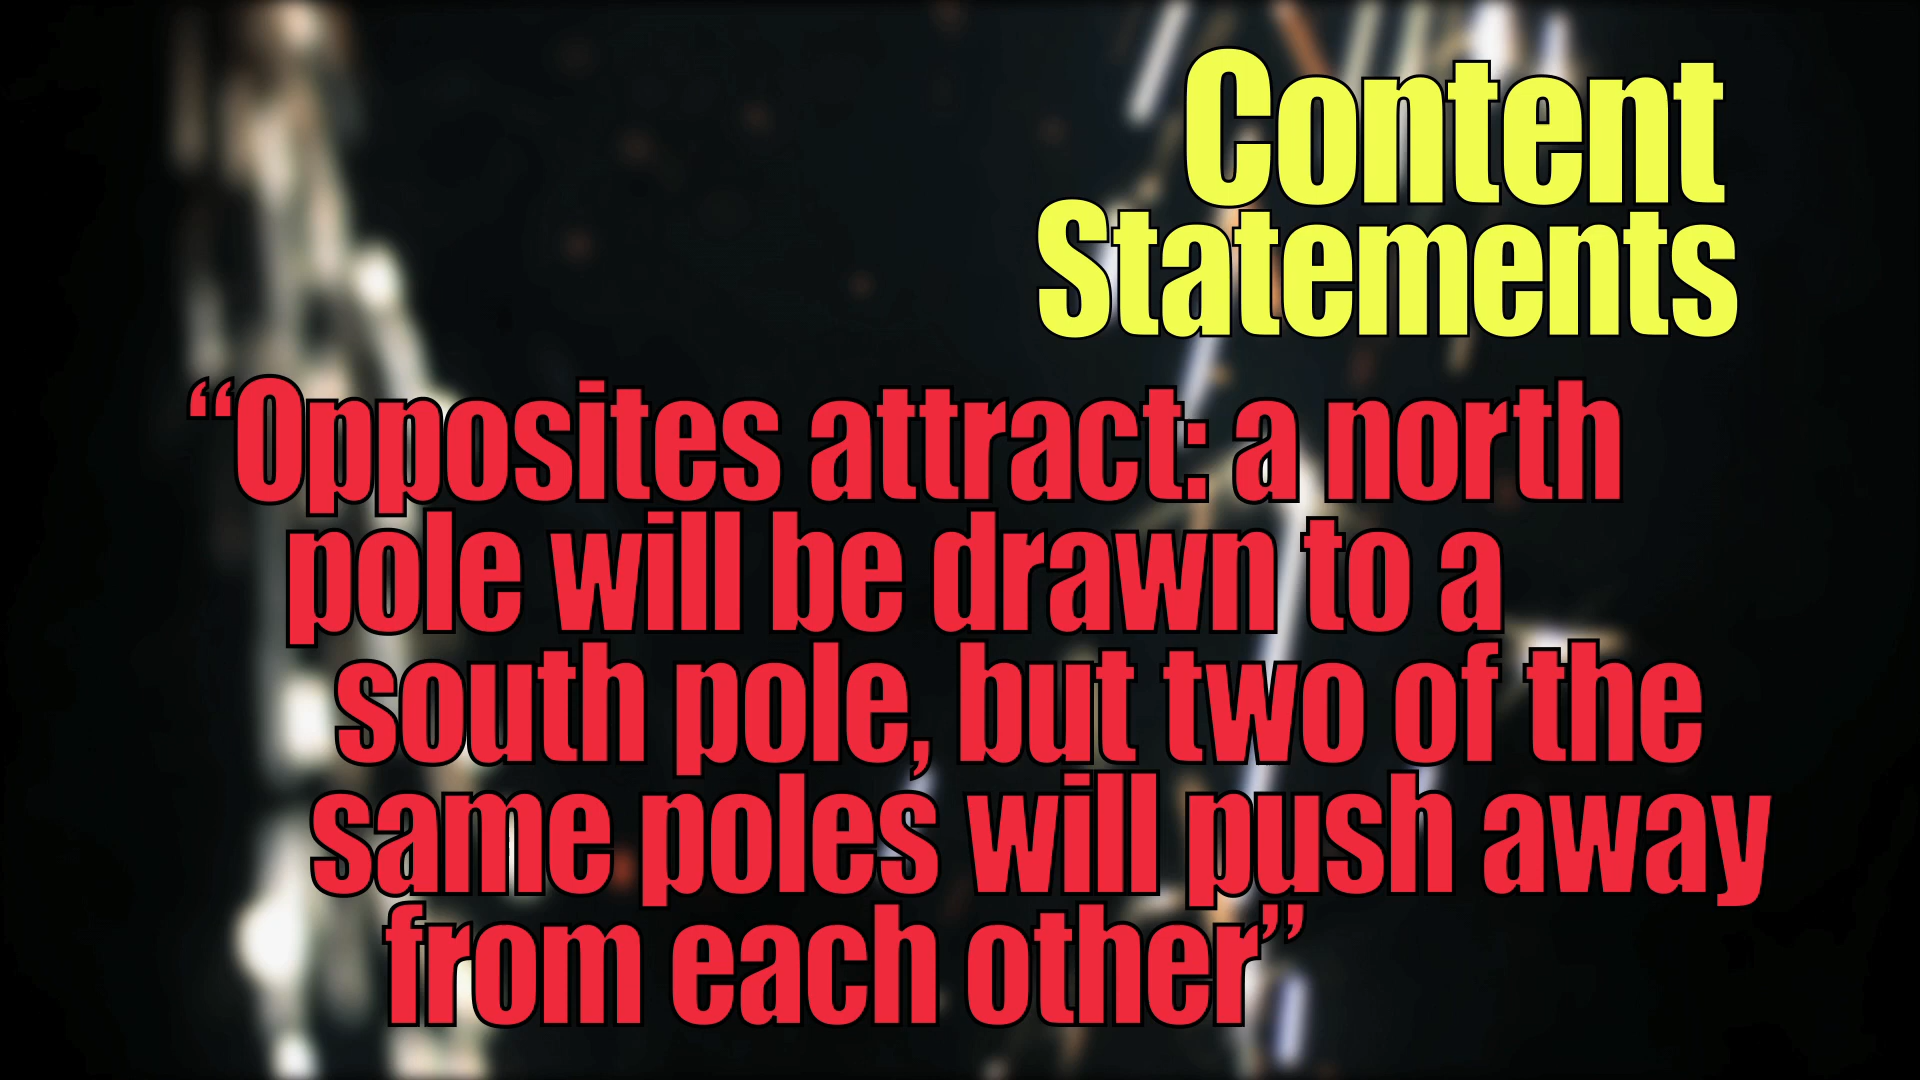 Content
Statements
“Opposites attract: a north
pole will be drawn to a
south pole, but two of the
same poles will push away
from each other”